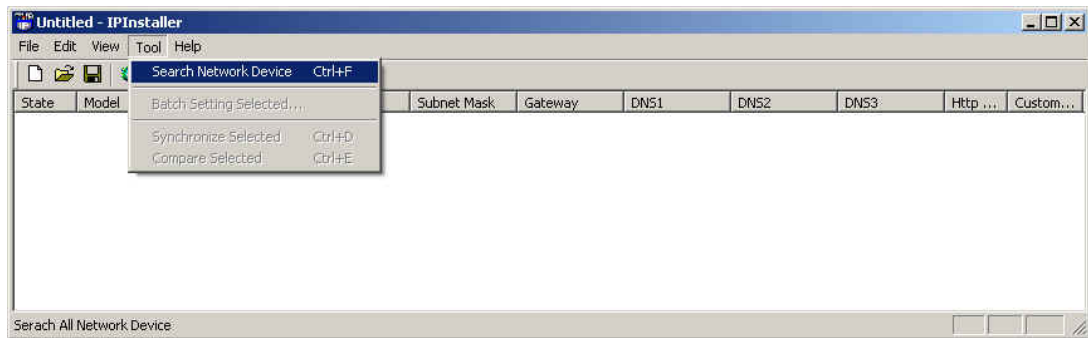 Untitled - IPInstaller
File Edit View Tool Help
Search Network Device Ctrl+F
State Model Subnet Mask Gateway DNS1 DNS2 DNS3 Http ... Custom...
Batch Setting Selected...
Synchronize Selected Ctrl+D
Compare Selected Ctrl+E
Serach All Network Device